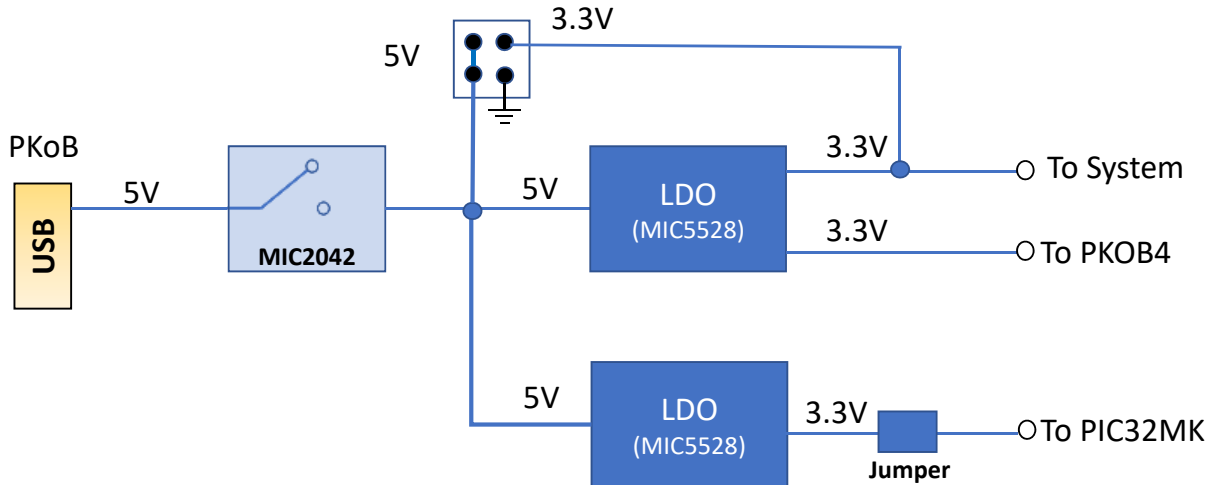 3.3V
5V
PKoB
USB
5V
MIC2042
5V
LDO
(MIC5528)
3.3V
To System
3.3V
To PKOB4
5V
LDO
(MIC5528)
3.3V
Jumper
To PIC32MK